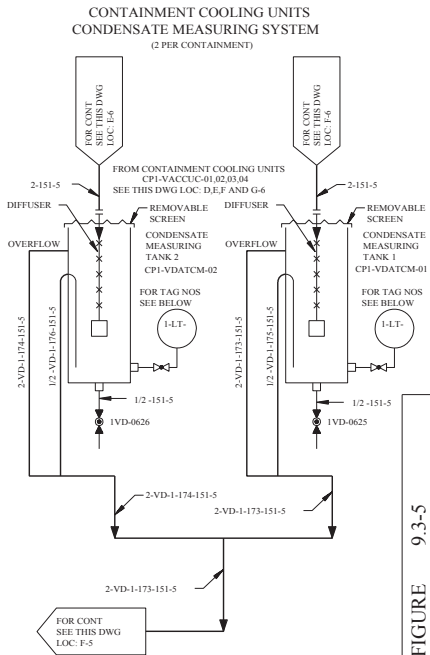 CONTAINMENT COOLING UNITS
CONDENSATE MEASURING SYSTEM
(2 PER CONTAINMENT)
FOR CONT
SEE THIS DWG
LOC: E-6
FOR CONT
SEE THIS DWG
LOC: F-6
FROM CONTAINMENT COOLING UNITS
CP1-VACCUC-01,02,03,04
SEE THIS DWG LOC: D,E,F AND G-6
2-151-5
2-151-5
DIFFUSER
REMOVABLE
SCREEN
DIFFUSER
REMOVABLE
SCREEN
OVERFLOW
CONDENSATE
MEASURING
TANK 2
CP1-VDATCM-02
OVERFLOW
CONDENSATE
MEASURING
TANK 1
CP1-VDATCM-01
FOR TAG NOS
SEE BELOW
1-LT-
FOR TAG NOS
SEE BELOW
1-LT-
2-VD-1-174-151-5
1/2 -VD-1-176-151-5
2-VD-1-173-151-5
1/2 -VD-1-175-151-5
1/2 -151-5
1/2 -151-5
1VD-0626
1VD-0625
2-VD-1-174-151-5
2-VD-1-173-151-5
2-VD-1-173-151-5
FOR CONT
SEE THIS DWG
LOC: F-5
FIGURE 9.3-5